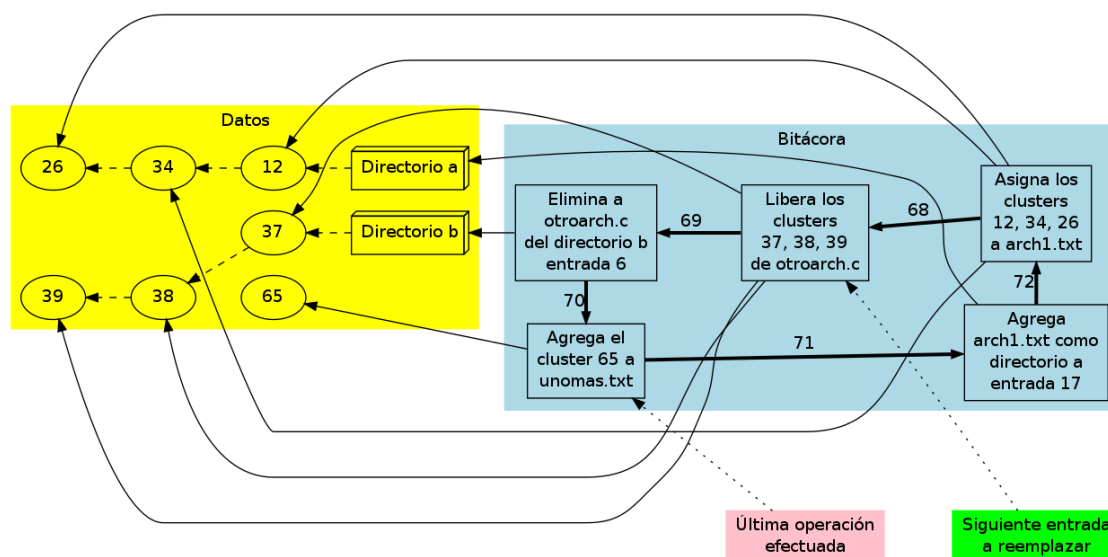 Datos
26
34
12
Directorio a
37
Directorio b
39
38
65
Bitácora
Elimina a
otroarch.c
del directorio b
entrada 6
69
Libera los
clusters
37, 38, 39
de otroarch.c
68
Asigna los
clusters
12, 34, 26
a arch1.txt
70
72
Agrega el
cluster 65 a
unomas.txt
71
Agrega
arch1.txt como
directorio a
entrada 17
Última operación
efectuada
Siguiente entrada
a reemplazar